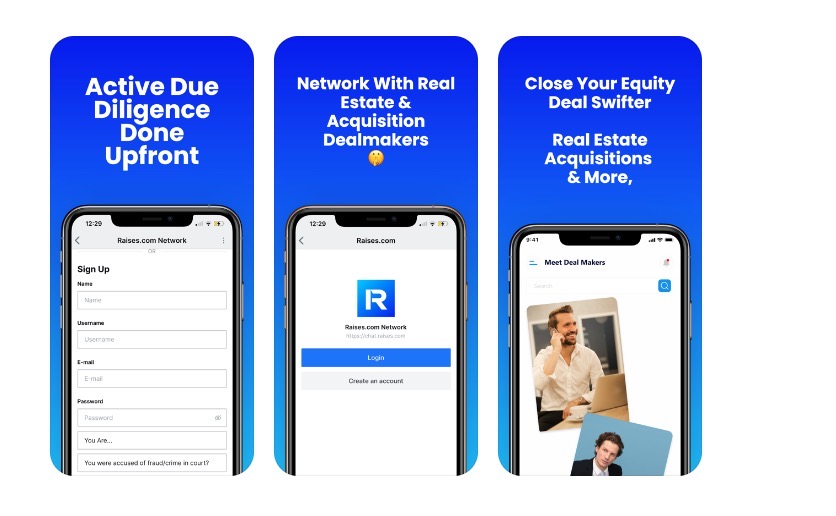 Active Due
Diligence
Done
Upfront
12:29
Raises.com Network
OR
Sign Up
Name
Name
Username
Username
E-mail
E-mail
Password
Password
You Are...
You were accused of fraud/crime in court?
Network With Real
Estate &
Acquisition
Dealmakers
🤫
12:29
Raises.com
R
Raises.com Network
https://chat.raises.com
Login
Create an account
Close Your Equity
Deal Swifter
Real Estate
Acquisitions
& More,
9:41
Meet Deal Makers
Search